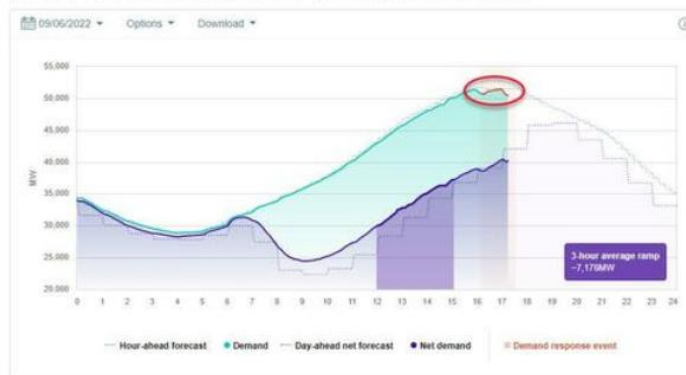 09/06/2022 Options Download
55,000
50,000
45,000
40,000
35,000
30,000
25,000
20,000
MW
0 1 2 3 4 5 6 7 8 9 10 11 12 13 14 15 16 17 18 19 20 21 22 23 24
3-hour average ramp
~7,176MW
Hour-ahead forecast Demand Day-ahead net forecast Net demand Demand response event